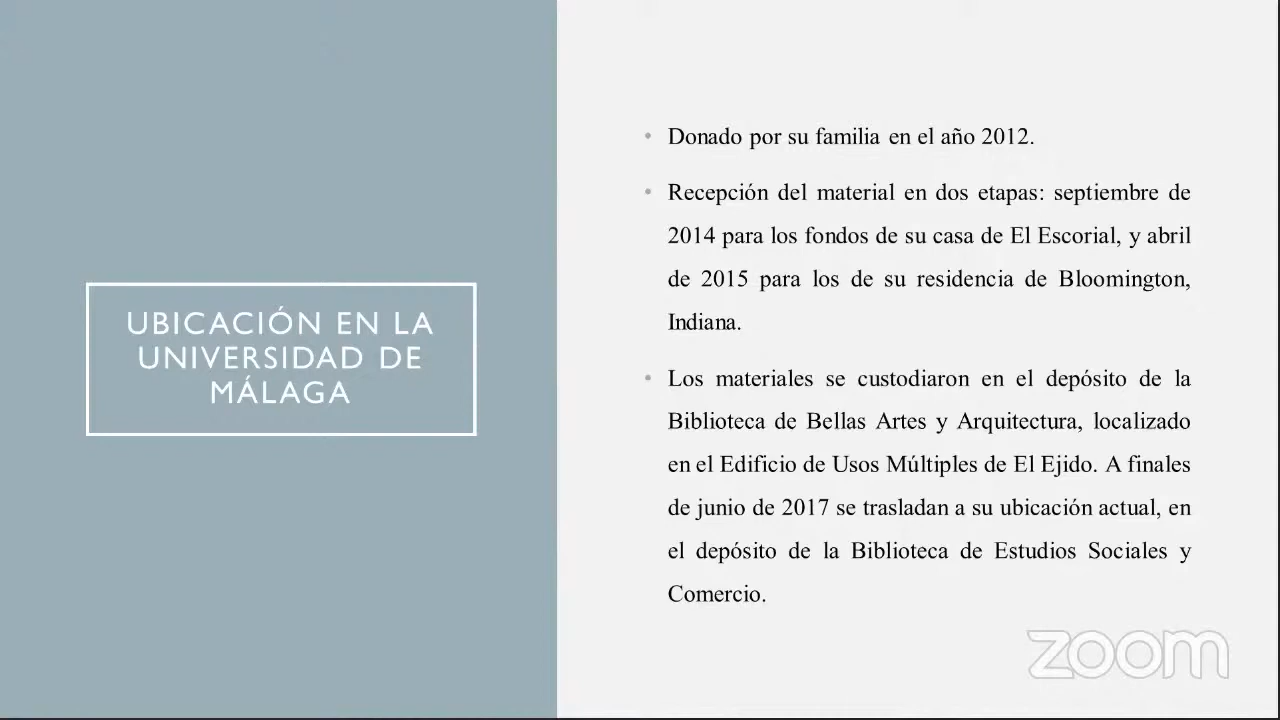 UBICACIÓN EN LA
UNIVERSIDAD DE
MÁLAGA
• Donado por su familia en el año 2012.
• Recepción del material en dos etapas: septiembre de
2014 para los fondos de su casa de El Escorial, y abril
de 2015 para los de su residencia de Bloomington,
Indiana.
• Los materiales se custodiaron en el depósito de la
Biblioteca de Bellas Artes y Arquitectura, localizado
en el Edificio de Usos Múltiples de El Ejido. A finales
de junio de 2017 se trasladan a su ubicación actual, en
el depósito de la Biblioteca de Estudios Sociales y
Comercio.
zoom